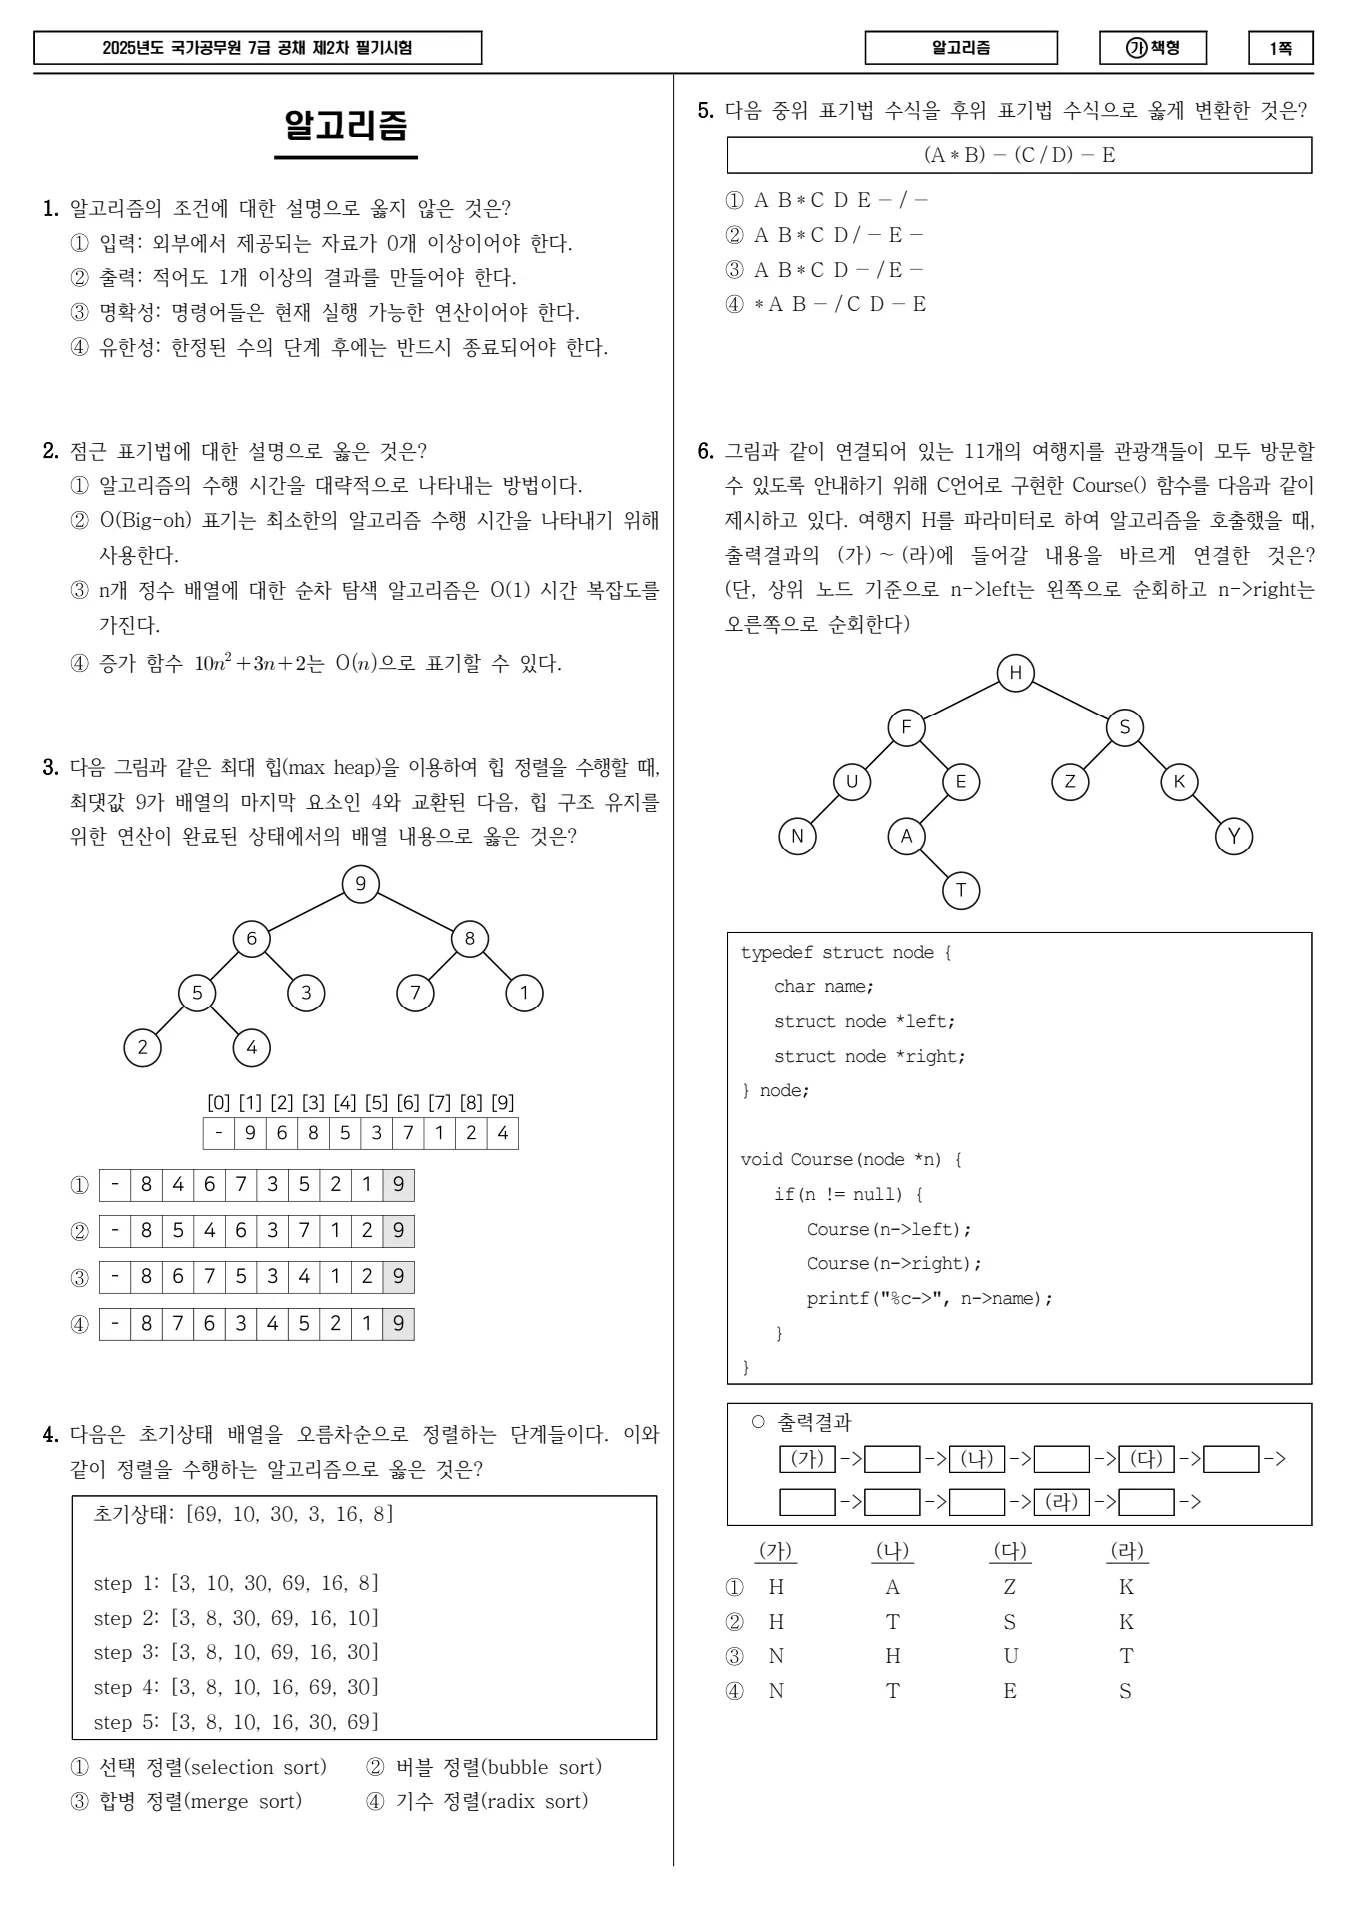 2025년도 국가공무원 7급 공채 제2차 필기시험
알고리즘
㉮책형
1쪽
알고리즘
1. 알고리즘의 조건에 대한 설명으로 옳지 않은 것은?
① 입력: 외부에서 제공되는 자료가 0개 이상이어야 한다.
② 출력: 적어도 1개 이상의 결과를 만들어야 한다.
③ 명확성: 명령어들은 현재 실행 가능한 연산이어야 한다.
④ 유한성: 한정된 수의 단계 후에는 반드시 종료되어야 한다.
2. 점근 표기법에 대한 설명으로 옳은 것은?
① 알고리즘의 수행 시간을 대략적으로 나타내는 방법이다.
② O(Big-oh) 표기는 최소한의 알고리즘 수행 시간을 나타내기 위해
사용한다.
③ n개 정수 배열에 대한 순차 탐색 알고리즘은 O(1) 시간 복잡도를
가진다.
④ 증가 함수 10n²+3n+2는 O(n)으로 표기할 수 있다.
3. 다음 그림과 같은 최대 힙(max heap)을 이용하여 힙 정렬을 수행할 때,
최댓값 9가 배열의 마지막 요소인 4와 교환된 다음, 힙 구조 유지를
위한 연산이 완료된 상태에서의 배열 내용으로 옳은 것은?
9
6 8
5 3 7 1
2 4
[0] [1] [2] [3] [4] [5] [6] [7] [8] [9]
- 9 6 8 5 3 7 1 2 4
① - 8 4 6 7 3 5 2 1 9
② - 8 5 4 6 3 7 1 2 9
③ - 8 6 7 5 3 4 1 2 9
④ - 8 7 6 3 4 5 2 1 9
4. 다음은 초기상태 배열을 오름차순으로 정렬하는 단계들이다. 이와
같이 정렬을 수행하는 알고리즘으로 옳은 것은?
초기상태: [69, 10, 30, 3, 16, 8]
step 1: [3, 10, 30, 69, 16, 8]
step 2: [3, 8, 30, 69, 16, 10]
step 3: [3, 8, 10, 69, 16, 30]
step 4: [3, 8, 10, 16, 69, 30]
step 5: [3, 8, 10, 16, 30, 69]
① 선택 정렬(selection sort) ② 버블 정렬(bubble sort)
③ 합병 정렬(merge sort) ④ 기수 정렬(radix sort)
5. 다음 중위 표기법 수식을 후위 표기법 수식으로 옳게 변환한 것은?
(A * B) - (C / D) - E
① A B * C D E - / -
② A B * C D / - E -
③ A B * C D - / E -
④ * A B - / C D - E
6. 그림과 같이 연결되어 있는 11개의 여행지를 관광객들이 모두 방문할
수 있도록 안내하기 위해 C언어로 구현한 Course() 함수를 다음과 같이
제시하고 있다. 여행지 H를 파라미터로 하여 알고리즘을 호출했을 때,
출력결과의 (가) ~ (라)에 들어갈 내용을 바르게 연결한 것은?
(단, 상위 노드 기준으로 n->left는 왼쪽으로 순회하고 n->right는
오른쪽으로 순회한다)
H
F S
U E Z K
N A Y
T
typedef struct node {
char name;
struct node *left;
struct node *right;
} node;
void Course(node *n) {
if(n != null) {
Course(n->left);
Course(n->right);
printf("%c->", n->name);
}
}
○ 출력결과
(가) -> -> (나) -> -> (다) -> ->
-> -> -> (라) -> ->
(가) (나) (다) (라)
① H A Z K
② H T S K
③ N H U T
④ N T E S